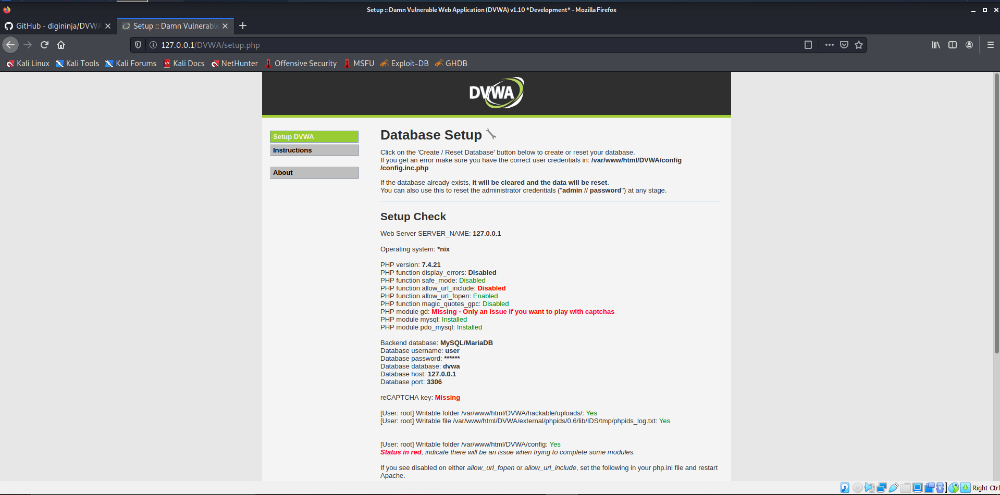 Setup :: Damn Vulnerable Web Application (DVWA) v1.10 *Development* - Mozilla Firefox
GitHub - digininja/DVWA
Setup :: Damn Vulnerable
127.0.0.1/DVWA/setup.php
Kali Linux Kali Tools Kali Forums Kali Docs NetHunter Offensive Security MSFU Exploit-DB GHDB
DVWA
Setup DVWA
Instructions
About
Database Setup
Click on the 'Create / Reset Database' button below to create or reset your database.
If you get an error make sure you have the correct user credentials in: /var/www/html/DVWA/config
/config.inc.php
If the database already exists, it will be cleared and the data will be reset.
You can also use this to reset the administrator credentials ("admin // password") at any stage.
Setup Check
Web Server SERVER_NAME: 127.0.0.1
Operating system: *nix
PHP version: 7.4.21
PHP function display_errors: Disabled
PHP function safe_mode: Disabled
PHP function allow_url_include: Disabled
PHP function allow_url_fopen: Enabled
PHP function magic_quotes_gpc: Disabled
PHP module gd: Missing - Only an issue if you want to play with captchas
PHP module mysql: Installed
PHP module pdo_mysql: Installed
Backend database: MySQL/MariaDB
Database username: user
Database password: ******
Database database: dvwa
Database host: 127.0.0.1
Database port: 3306
reCAPTCHA key: Missing
[User: root] Writable folder /var/www/html/DVWA/hackable/uploads/: Yes
[User: root] Writable file /var/www/html/DVWA/external/phpids/0.6/lib/IDS/tmp/phpids_log.txt: Yes
[User: root] Writable folder /var/www/html/DVWA/config: Yes
Status in red, indicate there will be an issue when trying to complete some modules.
If you see disabled on either allow_url_fopen or allow_url_include, set the following in your php.ini file and restart
Apache.
Right Ctrl